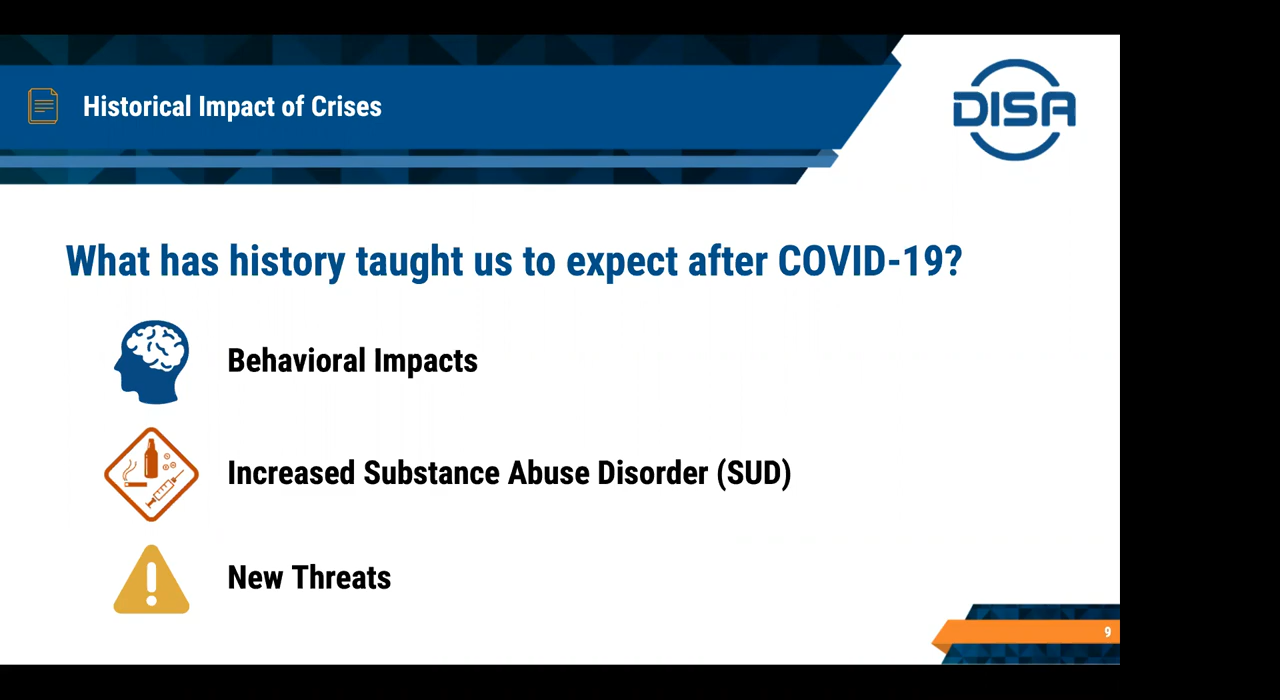 Historical Impact of Crises
DISA
What has history taught us to expect after COVID-19?
Behavioral Impacts
Increased Substance Abuse Disorder (SUD)
New Threats
9